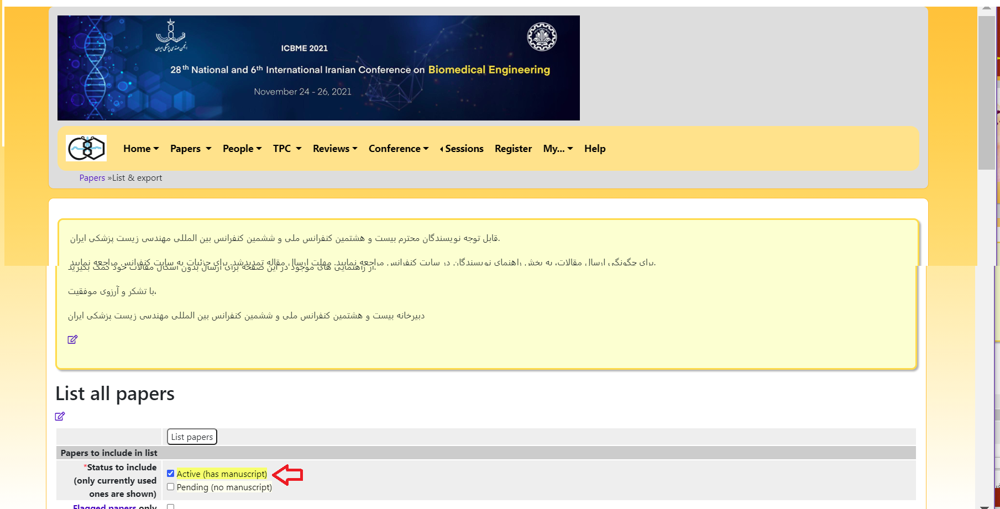 انجمن مهندسی پزشکی ایران
ICBME 2021
28th National and 6th International Iranian Conference on Biomedical Engineering
November 24 - 26, 2021
Home Papers People TPC Reviews Conference Sessions Register My... Help
Papers »List & export
قابل توجه نویسندگان محترم بیست و هشتمین کنفرانس ملی و ششمین کنفرانس بین المللی مهندسی زیست پزشکی ایران.
برای چگونگی ارسال مقالات، به بخش راهنمای نویسندگان در سایت کنفرانس مراجعه نمایید. مهلت ارسال مقاله تمدیدشد. برای جزئیات به سایت کنفرانس مراجعه نمایید.
از راهنمایی های موجود در این صفحه برای ارسال بدون اشکال مقالات خود کمک بگیرید.
با تشکر و آرزوی موفقیت،
دبیرخانه بیست و هشتمین کنفرانس ملی و ششمین کنفرانس بین المللی مهندسی زیست پزشکی ایران
List all papers
List papers
Papers to include in list
*Status to include (only currently used ones are shown)
Active (has manuscript)
Pending (no manuscript)
Flagged papers only